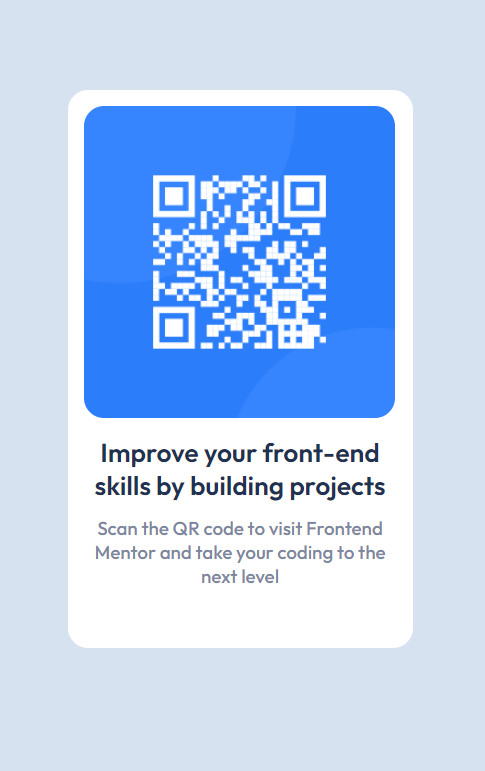 Improve your front-end
skills by building projects
Scan the QR code to visit Frontend
Mentor and take your coding to the
next level